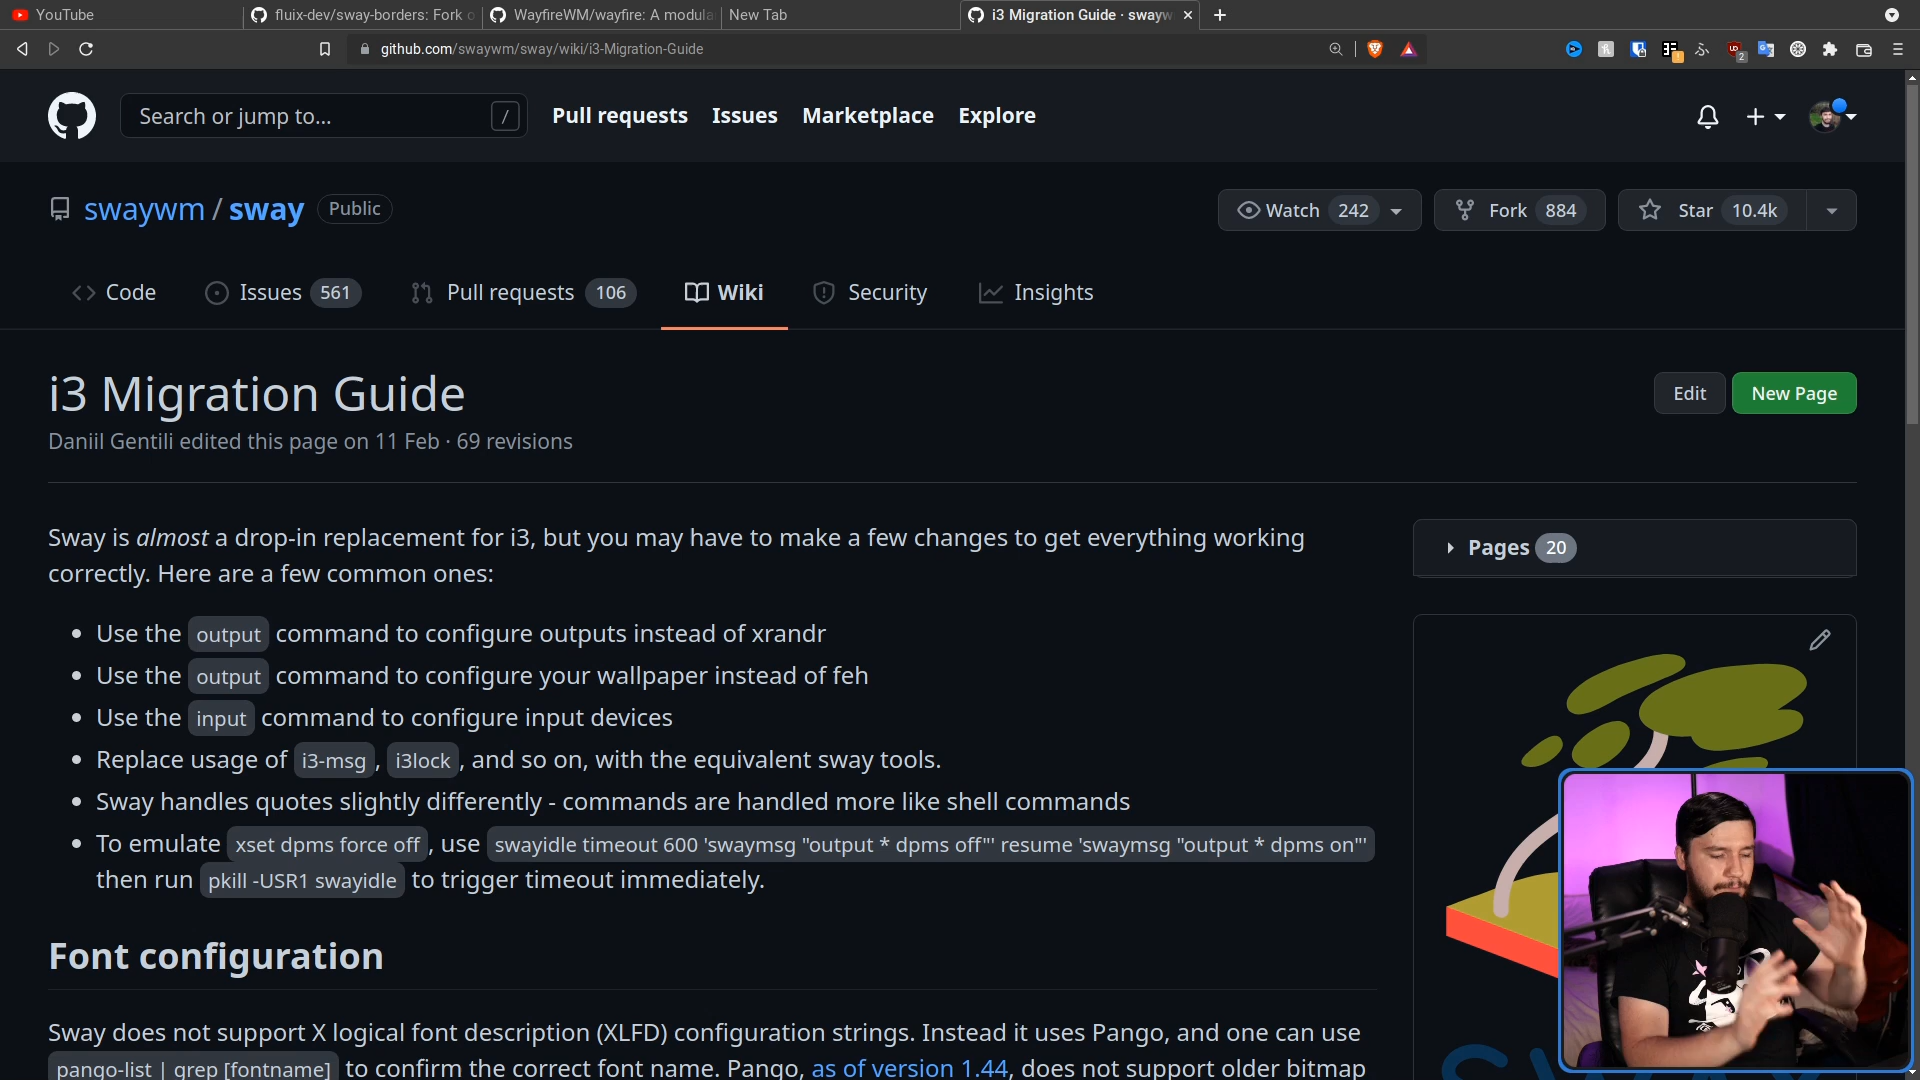 YouTube
fluix-dev/sway-borders: Fork o
WayfireWM/wayfire: A modula
New Tab
i3 Migration Guide · swayw
github.com/swaywm/sway/wiki/i3-Migration-Guide
2
Search or jump to... /
Pull requests
Issues
Marketplace
Explore
swaywm / sway
Public
Watch 242
Fork 884
Star 10.4k
Code
Issues 561
Pull requests 106
Wiki
Security
Insights
i3 Migration Guide
Edit
New Page
Daniil Gentili edited this page on 11 Feb · 69 revisions
Sway is almost a drop-in replacement for i3, but you may have to make a few changes to get everything working
correctly. Here are a few common ones:
Pages 20
Use the output command to configure outputs instead of xrandr
Use the output command to configure your wallpaper instead of feh
Use the input command to configure input devices
Replace usage of i3-msg, i3lock, and so on, with the equivalent sway tools.
Sway handles quotes slightly differently - commands are handled more like shell commands
To emulate xset dpms force off, use swayidle timeout 600 'swaymsg "output * dpms off"' resume 'swaymsg "output * dpms on"'
then run pkill -USR1 swayidle to trigger timeout immediately.
Font configuration
Sway does not support X logical font description (XLFD) configuration strings. Instead it uses Pango, and one can use
pango-list | grep [fontname] to confirm the correct font name. Pango, as of version 1.44, does not support older bitmap